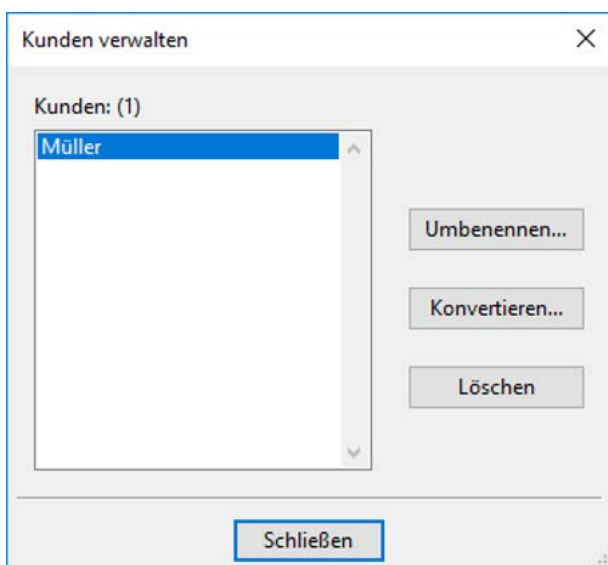 Kunden verwalten
Kunden: (1)
Müller
Umbenennen...
Konvertieren...
Löschen
Schließen